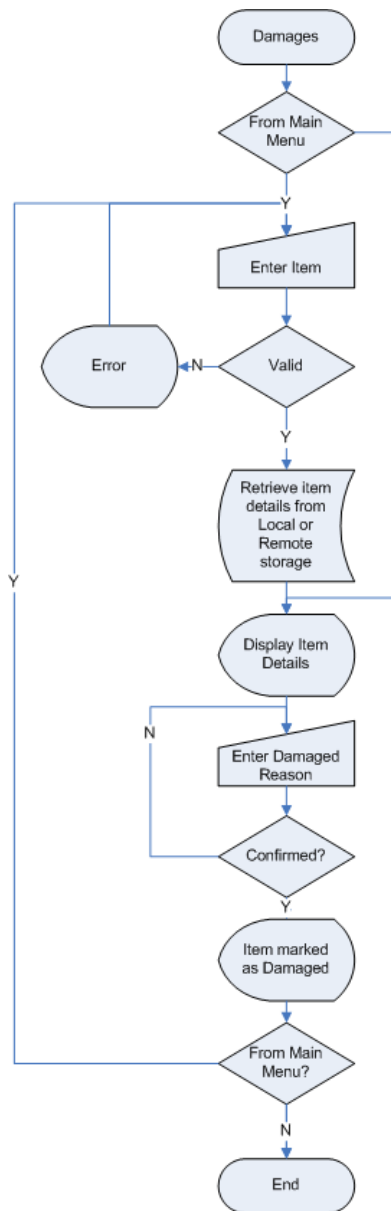 Damages
From Main
Menu
Y
Enter Item
Error
N
Valid
Y
Retrieve item
details from
Local or
Remote
storage
Y
Display Item
Details
N
Enter Damaged
Reason
Confirmed?
Y
Item marked
as Damaged
From Main
Menu?
N
End